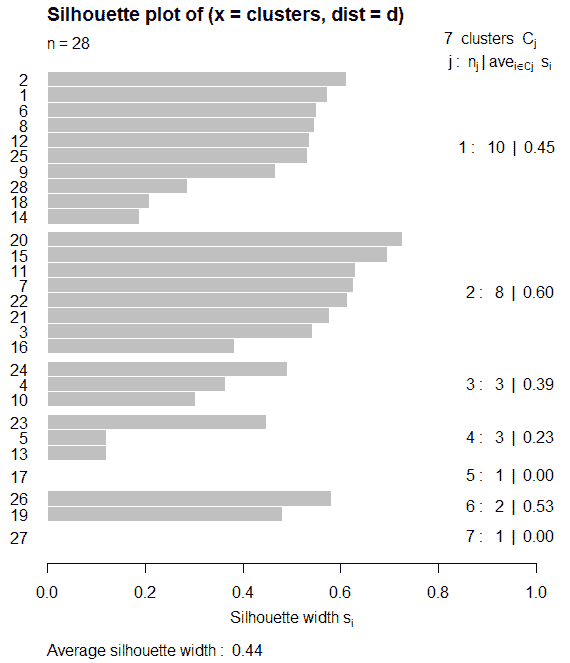 Silhouette plot of (x = clusters, dist = d)
n = 28
7 clusters Cj
j : nj | avei∈Cj si
2
1
6
8
12
25
9
28
18
14
1 : 10 | 0.45
20
15
11
7
22
21
3
16
2 : 8 | 0.60
24
4
10
3 : 3 | 0.39
23
5
13
4 : 3 | 0.23
17
5 : 1 | 0.00
26
19
6 : 2 | 0.53
27
7 : 1 | 0.00
0.0 0.2 0.4 0.6 0.8 1.0
Silhouette width si
Average silhouette width : 0.44